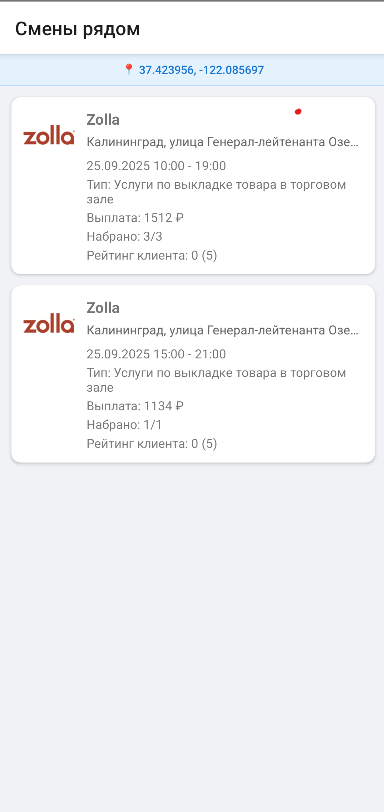 Смены рядом
📍 37.423956, -122.085697
zolla
Zolla
Калининград, улица Генерал-лейтенанта Озе...
25.09.2025 10:00 - 19:00
Тип: Услуги по выкладке товара в торговом
зале
Выплата: 1512 ₽
Набрано: 3/3
Рейтинг клиента: 0 (5)
zolla
Zolla
Калининград, улица Генерал-лейтенанта Озе...
25.09.2025 15:00 - 21:00
Тип: Услуги по выкладке товара в торговом
зале
Выплата: 1134 ₽
Набрано: 1/1
Рейтинг клиента: 0 (5)